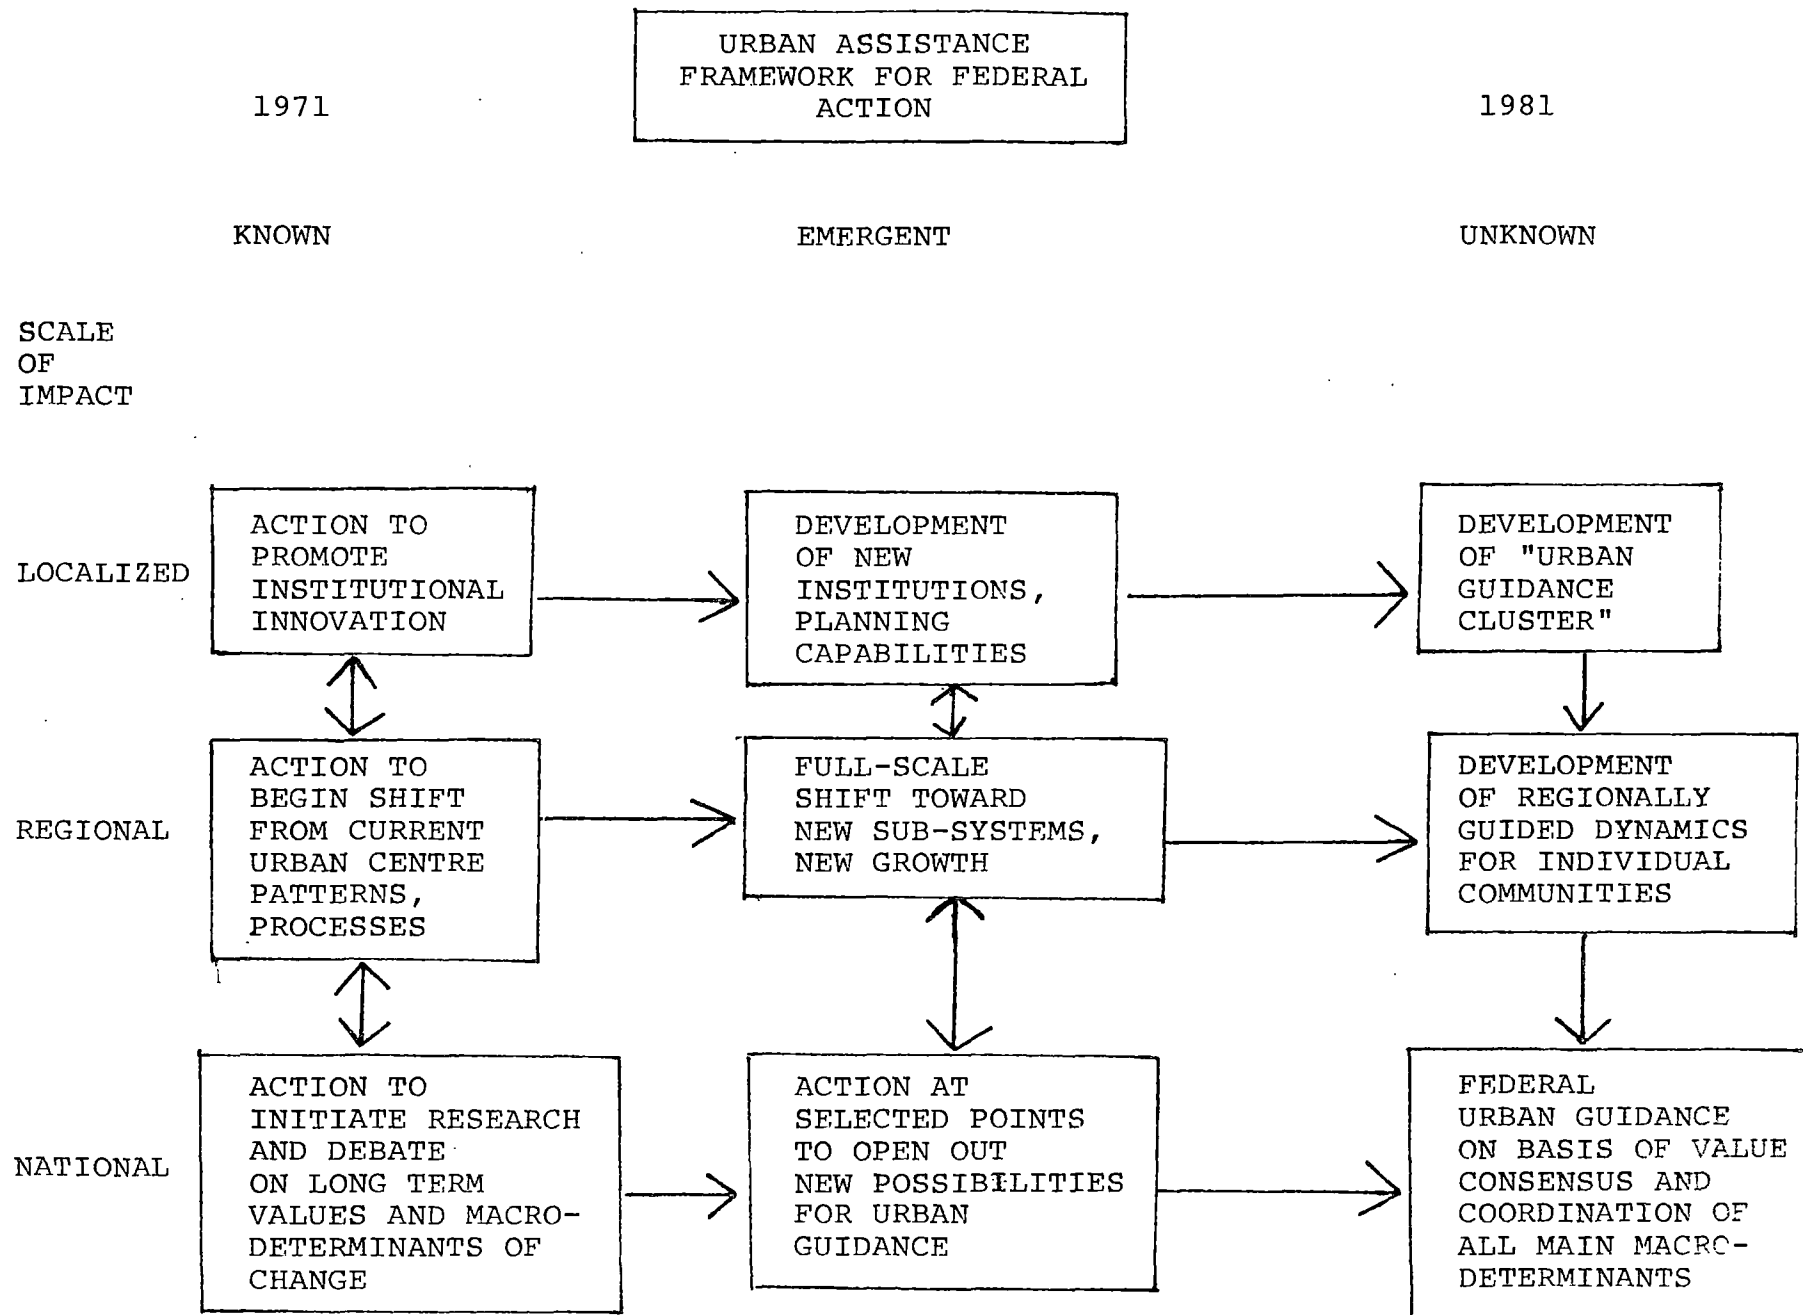 URBAN ASSISTANCE
FRAMEWORK FOR FEDERAL
ACTION
1971
1981
KNOWN
EMERGENT
UNKNOWN
SCALE
OF
IMPACT
LOCALIZED
ACTION TO
PROMOTE
INSTITUTIONAL
INNOVATION
DEVELOPMENT
OF NEW
INSTITUTIONS,
PLANNING
CAPABILITIES
DEVELOPMENT
OF "URBAN
GUIDANCE
CLUSTER"
REGIONAL
ACTION TO
BEGIN SHIFT
FROM CURRENT
URBAN CENTRE
PATTERNS,
PROCESSES
FULL-SCALE
SHIFT TOWARD
NEW SUB-SYSTEMS,
NEW GROWTH
DEVELOPMENT
OF REGIONALLY
GUIDED DYNAMICS
FOR INDIVIDUAL
COMMUNITIES
NATIONAL
ACTION TO
INITIATE RESEARCH
AND DEBATE
ON LONG TERM
VALUES AND MACRO-
DETERMINANTS OF
CHANGE
ACTION AT
SELECTED POINTS
TO OPEN OUT
NEW POSSIBILITIES
FOR URBAN
GUIDANCE
FEDERAL
URBAN GUIDANCE
ON BASIS OF VALUE
CONSENSUS AND
COORDINATION OF
ALL MAIN MACRO-
DETERMINANTS